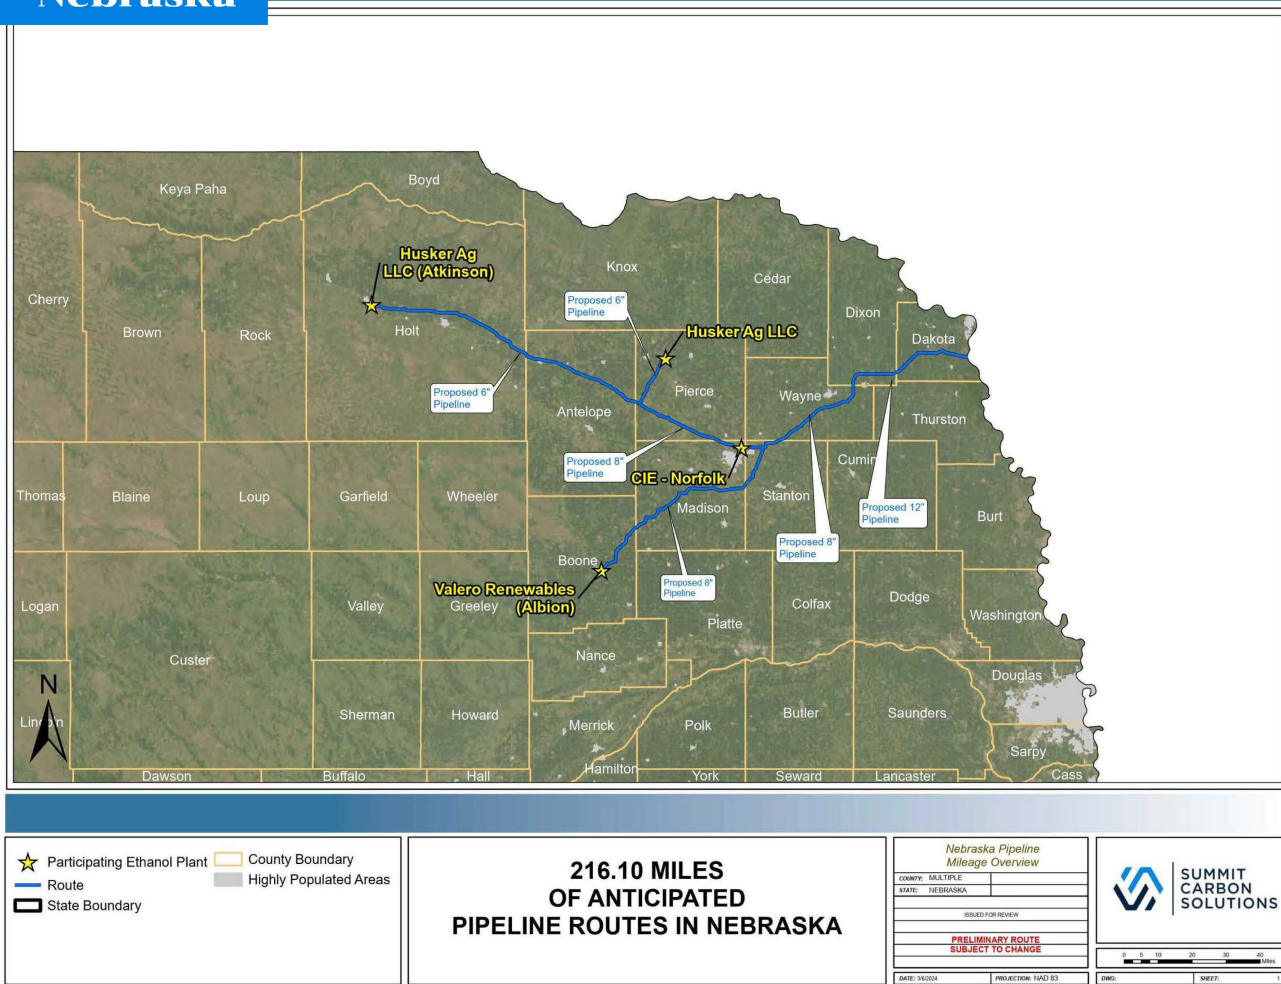 Nebraska
Keya Paha
Boyd
Husker Ag
LLC (Atkinson)
Knox
Cedar
Cherry
Brown
Rock
Holt
Proposed 6"
Pipeline
Husker Ag LLC
Dixon
Dakota
Proposed 6"
Pipeline
Pierce
Wayne
Antelope
Thurston
Proposed 8"
Pipeline
CIE - Norfolk
Cuming
Thomas
Blaine
Loup
Garfield
Wheeler
Madison
Stanton
Proposed 12"
Pipeline
Burt
Proposed 8"
Pipeline
Boone
Proposed 8"
Pipeline
Valero Renewables
(Albion)
Logan
Valley
Greeley
Colfax
Dodge
Washington
Platte
Custer
Nance
Douglas
N
Lincoln
Sherman
Howard
Merrick
Polk
Butler
Saunders
Sarpy
Dawson
Buffalo
Hall
Hamilton
York
Seward
Lancaster
Cass
Participating Ethanol Plant
County Boundary
Route
Highly Populated Areas
State Boundary
216.10 MILES
OF ANTICIPATED
PIPELINE ROUTES IN NEBRASKA
Nebraska Pipeline
Mileage Overview
COUNTY: MULTIPLE
STATE: NEBRASKA
ISSUED FOR REVIEW
PRELIMINARY ROUTE
SUBJECT TO CHANGE
DATE: 3/6/2024
PROJECTION: NAD 83
SUMMIT
CARBON
SOLUTIONS
0 5 10 20 30 40
Miles
DWG:
SHEET: 1